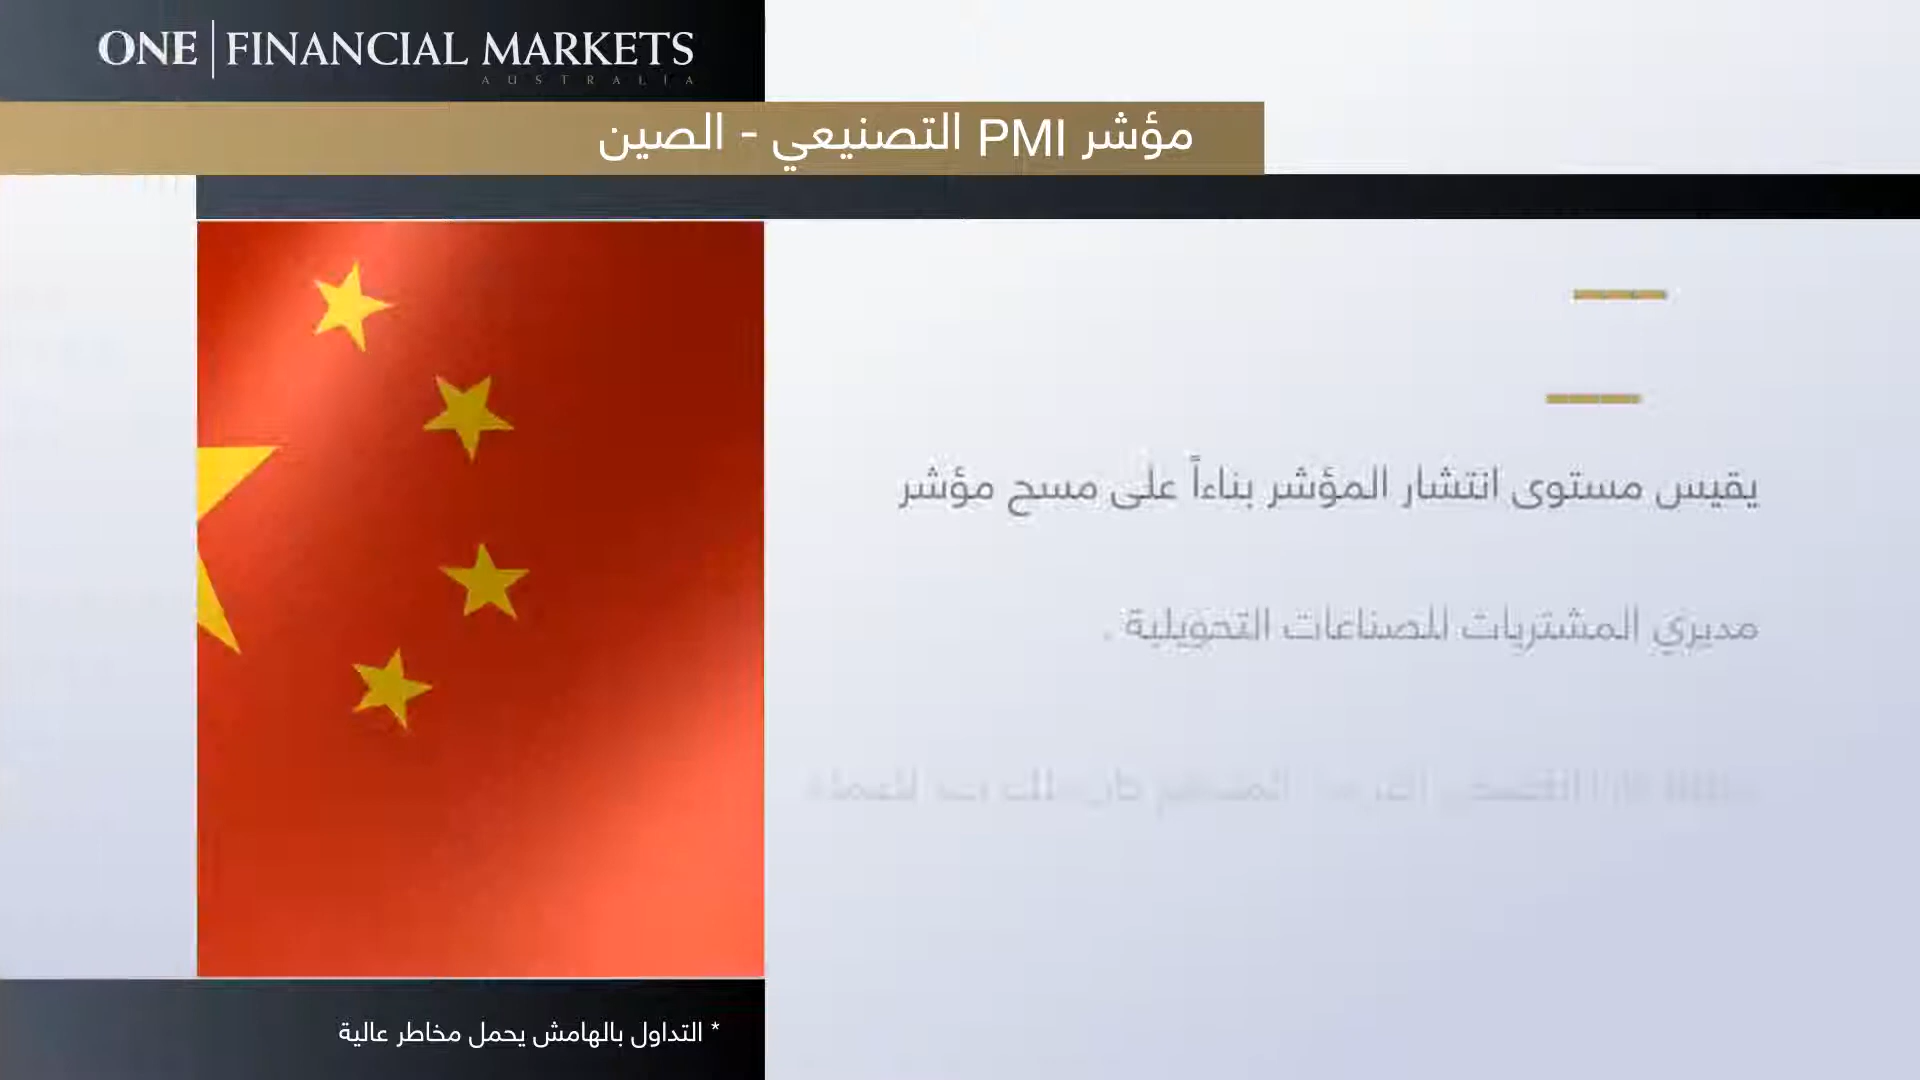 ONE FINANCIAL MARKETS
AUSTRALIA
مؤشر PMI التصنيعي - الصين
يقيس مستوى انتشار المؤشر بناءاً على مسح مؤشر
مديري المشتريات للصناعات التحويلية .
* التداول بالهامش يحمل مخاطر عالية